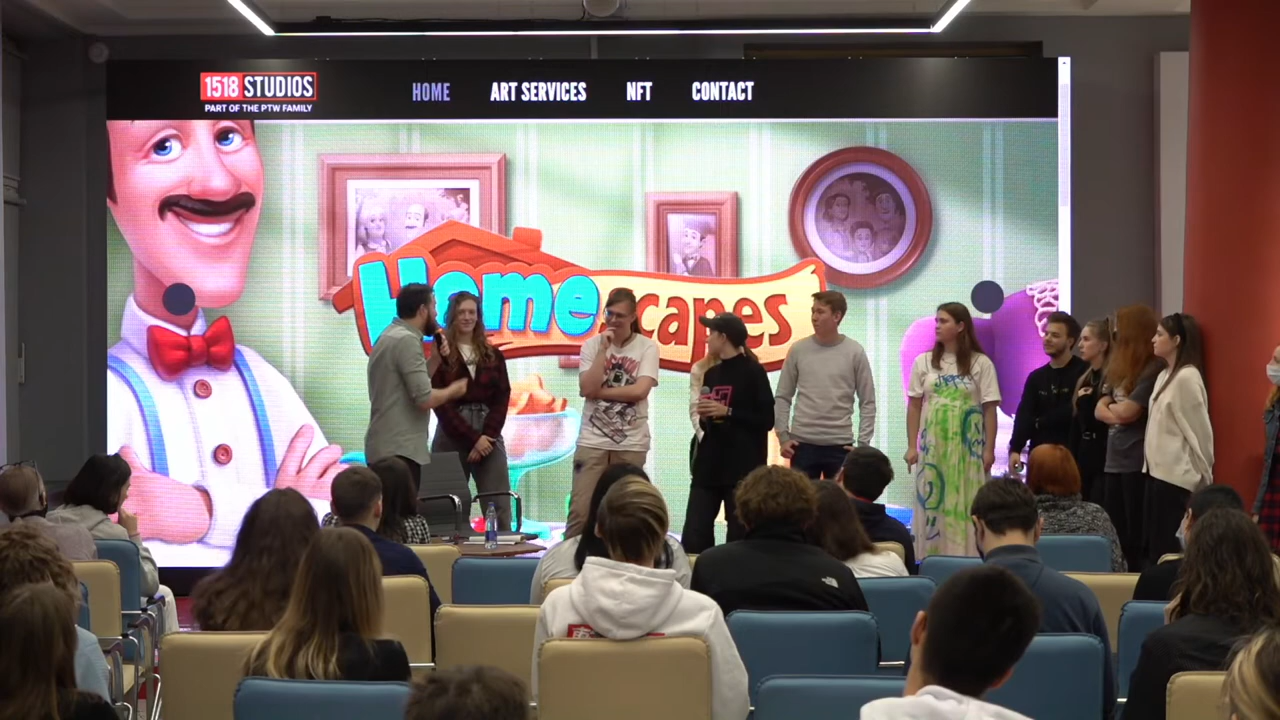 1518 STUDIOS
PART OF THE PTW FAMILY
HOME ART SERVICES NFT CONTACT
Homescapes